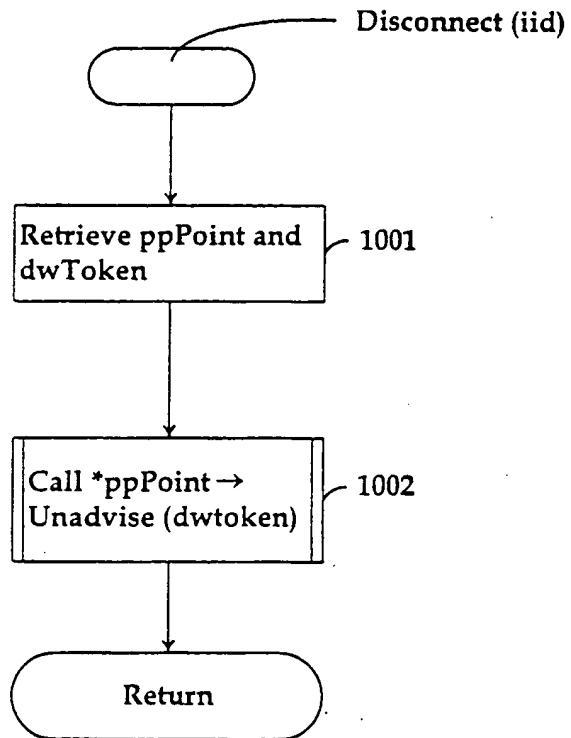 Disconnect (iid)
Retrieve ppPoint and
dwToken
1001
Call *ppPoint→
Unadvise (dwtoken)
1002
Return